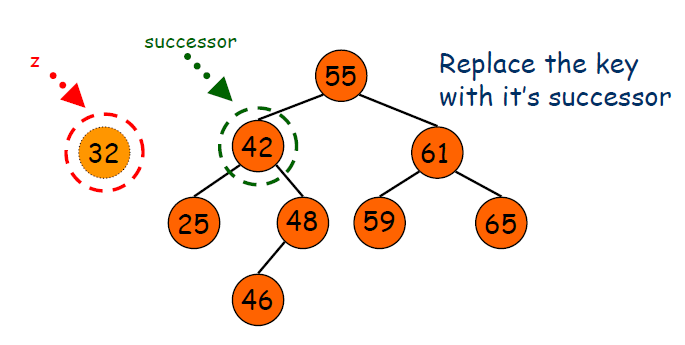 successor
z
55
Replace the key
with it's successor
32
42
61
25
48
59
65
46